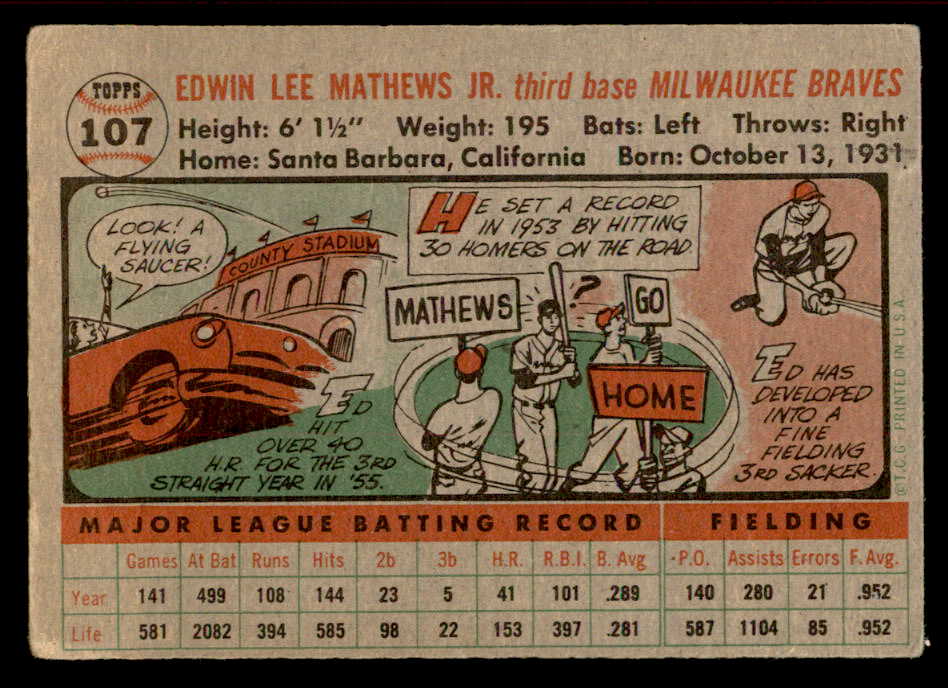 TOPPS
107
EDWIN LEE MATHEWS JR. third base MILWAUKEE BRAVES
Height: 6' 1½" Weight: 195 Bats: Left Throws: Right
Home: Santa Barbara, California Born: October 13, 1931
LOOK! A
FLYING
SAUCER!
COUNTY STADIUM
ED
HIT
OVER 40
H.R. FOR THE 3RD
STRAIGHT YEAR IN '55.
HE SET A RECORD
IN 1953 BY HITTING
30 HOMERS ON THE ROAD
MATHEWS
?
GO
HOME
ED HAS
DEVELOPED
INTO A
FINE
FIELDING
3RD SACKER.
©T.C.G. PRINTED IN U.S.A.
MAJOR LEAGUE BATTING RECORD FIELDING
Games At Bat Runs Hits 2b 3b H.R. R.B.I. B. Avg P.O. Assists Errors F. Avg.
Year 141 499 108 144 23 5 41 101 .289 140 280 21 .952
Life 581 2082 394 585 98 22 153 397 .281 587 1104 85 .952